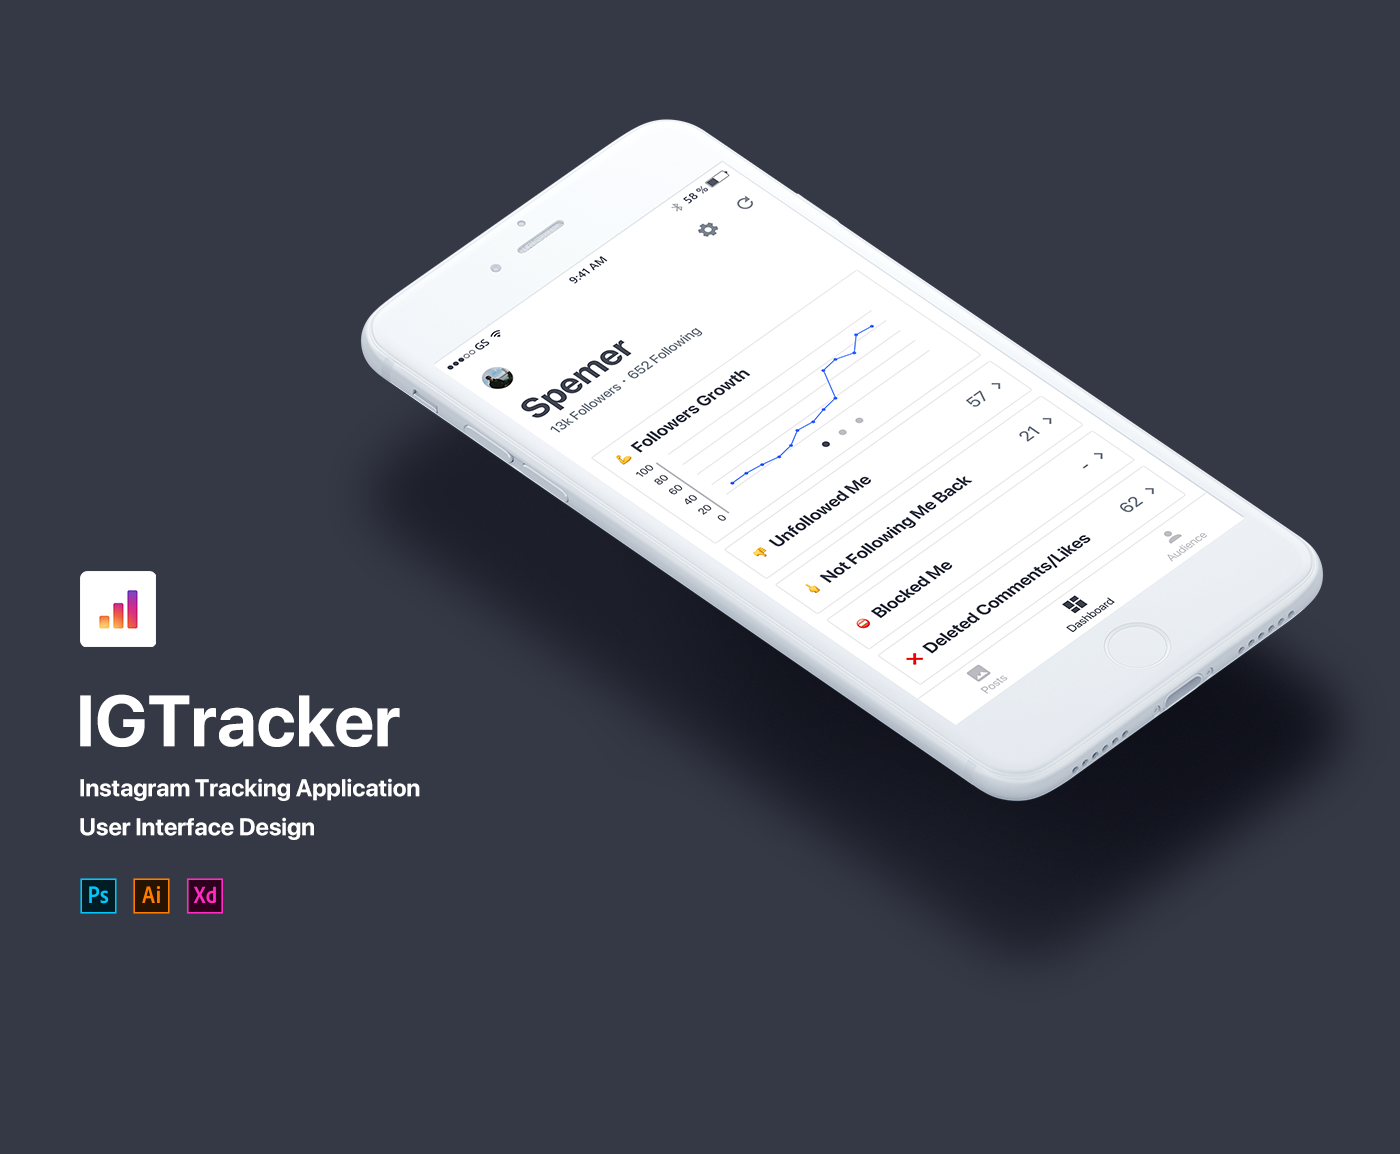 GS
9:41 AM
58 %
Spemer
13k Followers · 652 Following
💪 Followers Growth
100
80
60
40
20
0
👎 Unfollowed Me 57
👆 Not Following Me Back 21
⛔ Blocked Me -
❌ Deleted Comments/Likes 62
Posts
Dashboard
Audience
IGTracker
Instagram Tracking Application
User Interface Design
Ps
Ai
Xd